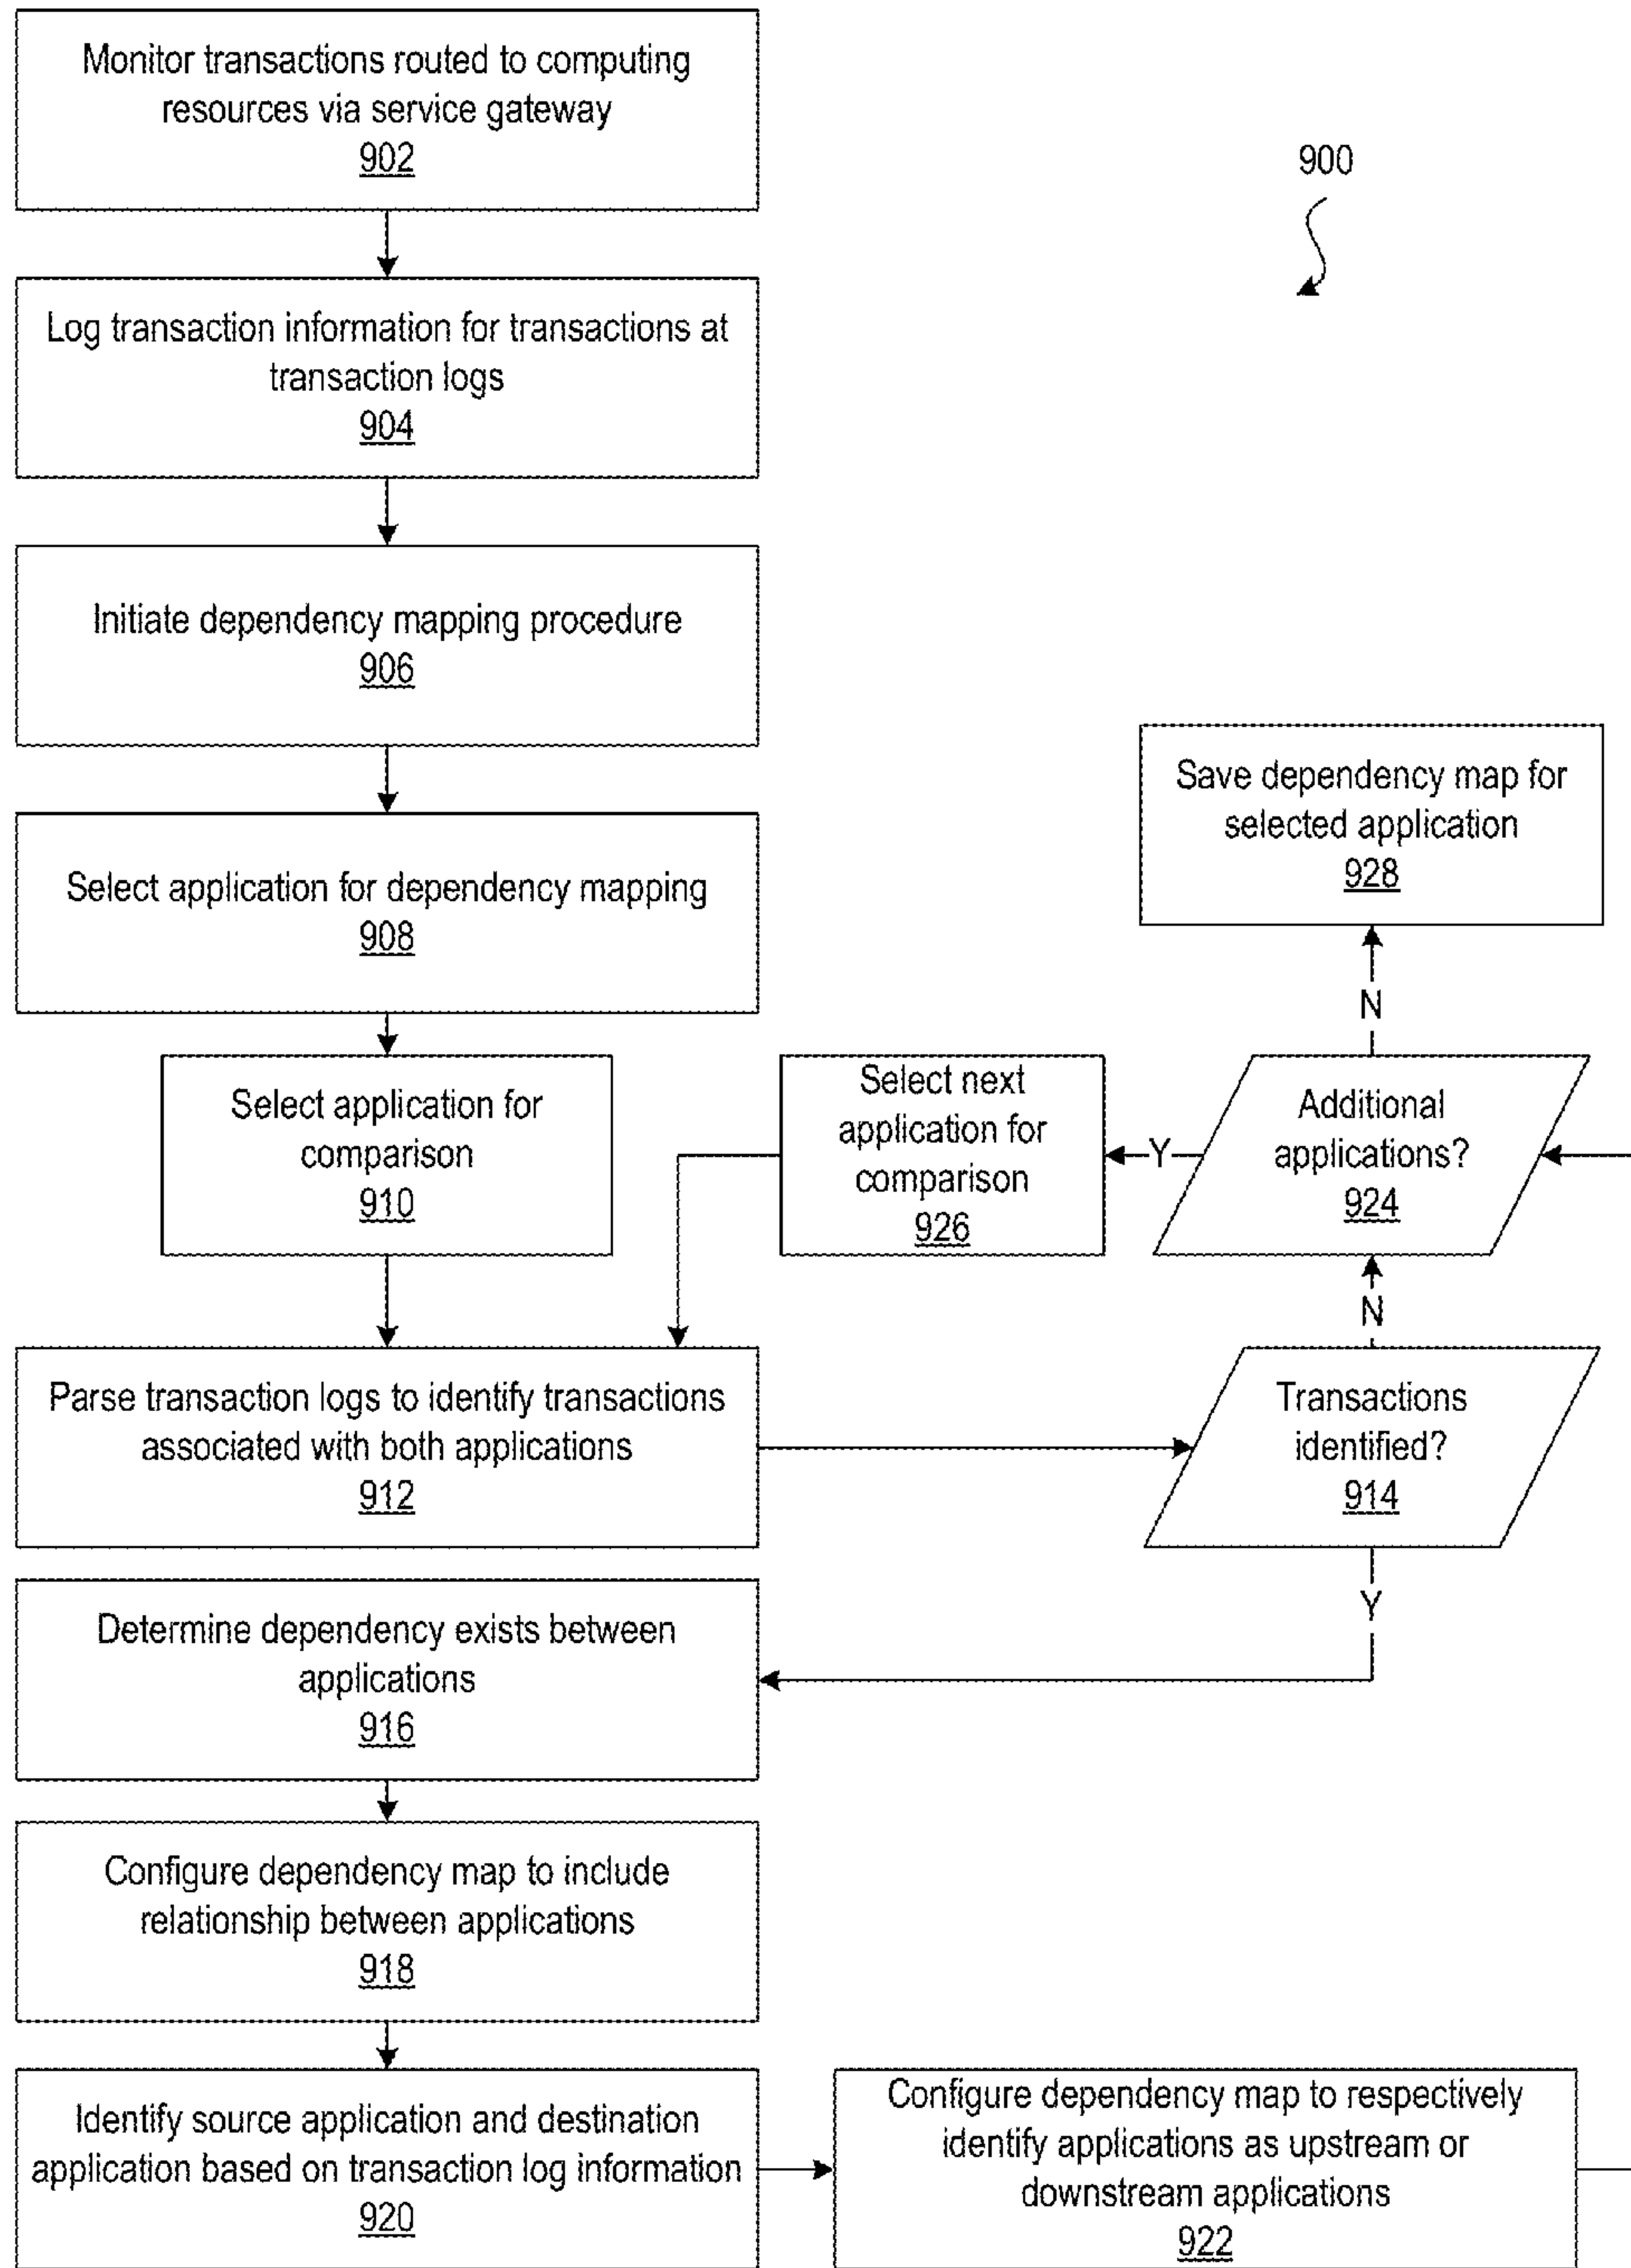 Monitor transactions routed to computing
resources via service gateway
902
900
Log transaction information for transactions at
transaction logs
904
Initiate dependency mapping procedure
906
Select application for dependency mapping
908
Save dependency map for
selected application
928
N
Select application for
comparison
910
Select next
application for
comparison
926
Y
Additional
applications?
924
N
Parse transaction logs to identify transactions
associated with both applications
912
Transactions
identified?
914
Y
Determine dependency exists between
applications
916
Configure dependency map to include
relationship between applications
918
Identify source application and destination
application based on transaction log information
920
Configure dependency map to respectively
identify applications as upstream or
downstream applications
922